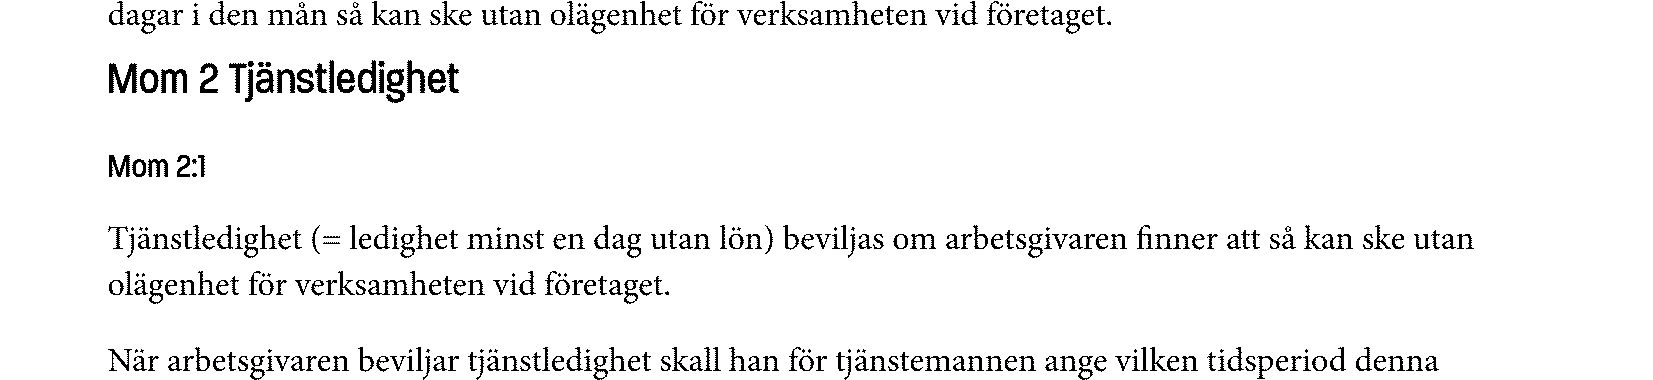 dagar i den mån så kan ske utan olägenhet för verksamheten vid företaget.
Mom 2 Tjänstledighet
Mom 2:1
Tjänstledighet (= ledighet minst en dag utan lön) beviljas om arbetsgivaren finner att så kan ske utan
olägenhet för verksamheten vid företaget.
När arbetsgivaren beviljar tjänstledighet skall han för tjänstemannen ange vilken tidsperiod denna